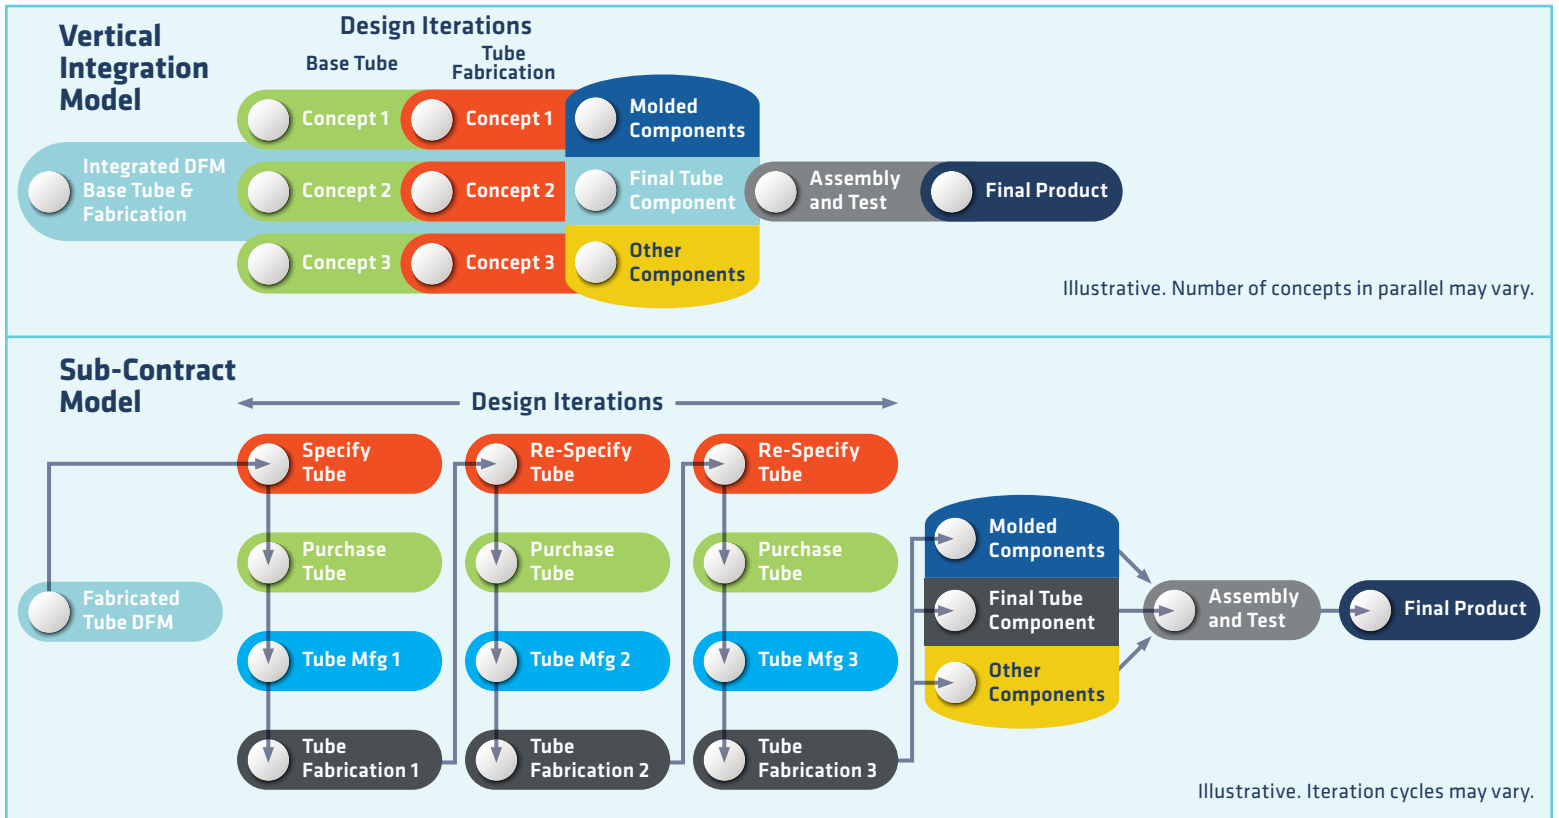 Vertical
Integration
Model
Design Iterations
Base Tube
Tube
Fabrication
Concept 1
Concept 1
Molded
Components
Integrated DFM
Base Tube &
Fabrication
Concept 2
Concept 2
Final Tube
Component
Assembly
and Test
Final Product
Concept 3
Concept 3
Other
Components
Illustrative. Number of concepts in parallel may vary.
Sub-Contract
Model
Design Iterations
Fabricated
Tube DFM
Specify
Tube
Purchase
Tube
Tube Mfg 1
Tube
Fabrication 1
Re-Specify
Tube
Purchase
Tube
Tube Mfg 2
Tube
Fabrication 2
Re-Specify
Tube
Purchase
Tube
Tube Mfg 3
Tube
Fabrication 3
Molded
Components
Final Tube
Component
Other
Components
Assembly
and Test
Final Product
Illustrative. Iteration cycles may vary.